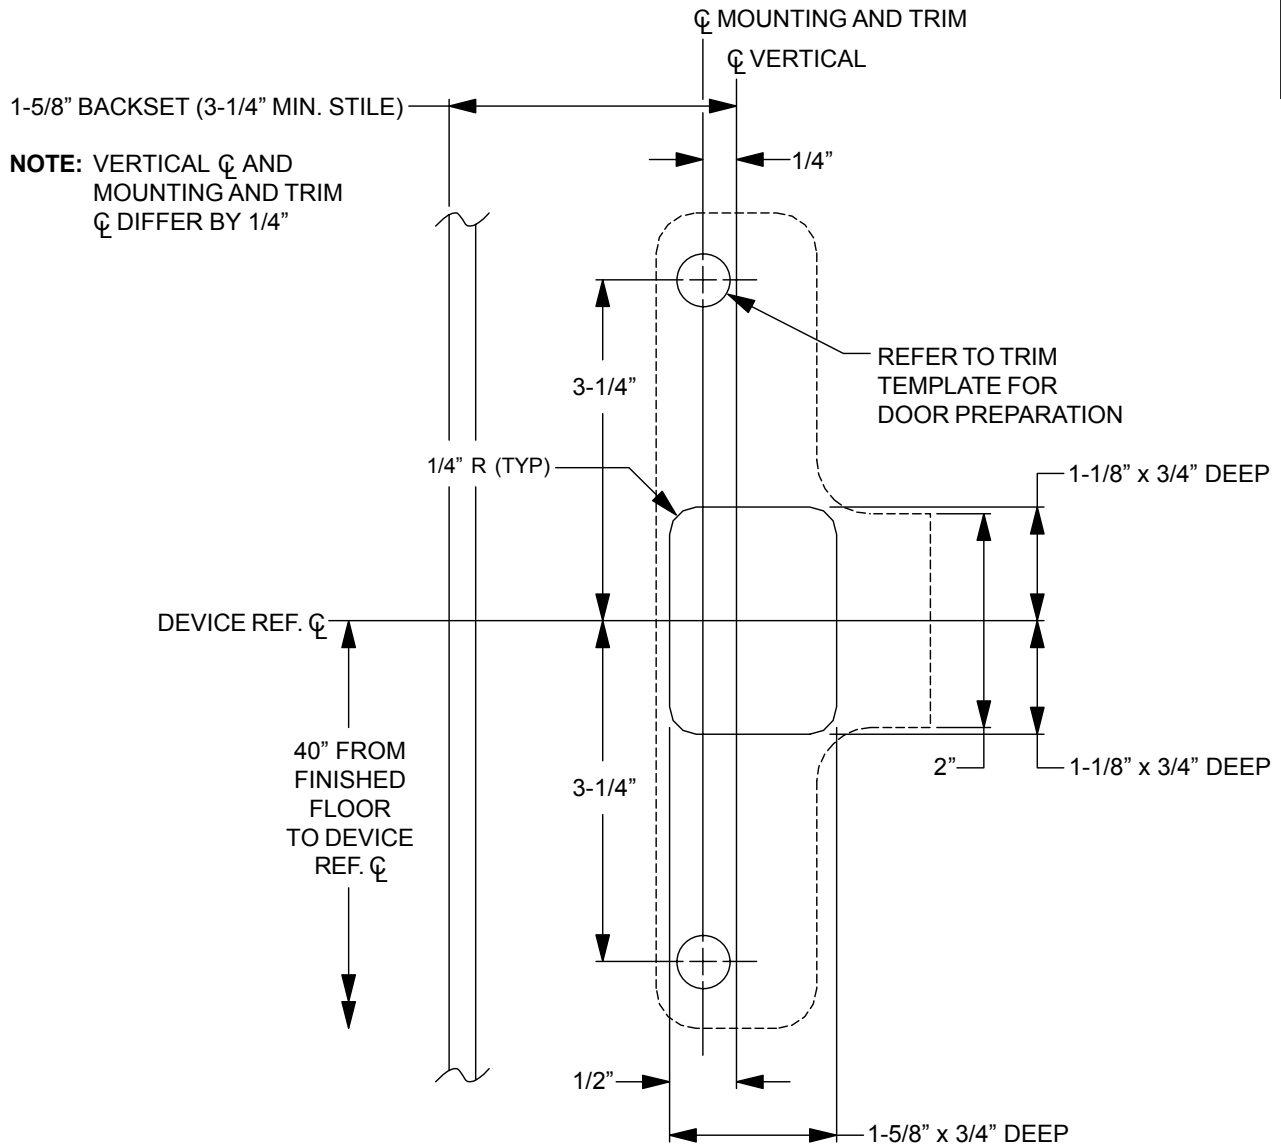 ℄ MOUNTING AND TRIM
℄ VERTICAL
1-5/8” BACKSET (3-1/4” MIN. STILE)
1/4”
NOTE: VERTICAL ℄ AND
MOUNTING AND TRIM
℄ DIFFER BY 1/4”
REFER TO TRIM
TEMPLATE FOR
DOOR PREPARATION
3-1/4”
1/4” R (TYP)
1-1/8” x 3/4” DEEP
DEVICE REF. ℄
40” FROM
FINISHED
FLOOR
TO DEVICE
REF. ℄
3-1/4”
2”
1-1/8” x 3/4” DEEP
1/2”
1-5/8” x 3/4” DEEP